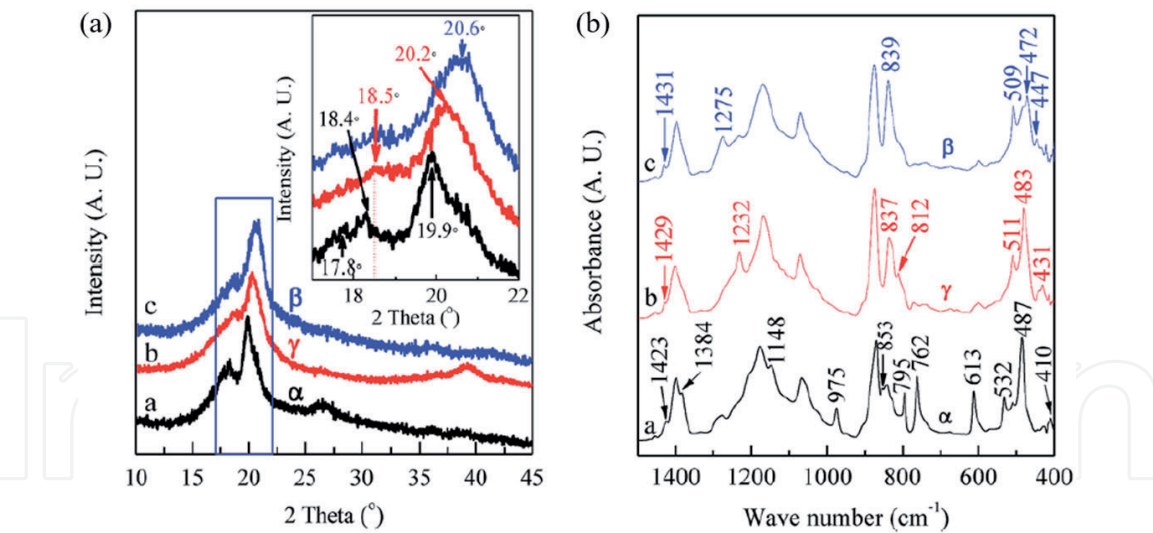 (a)
Intensity (A. U.)
c
b
a
β
γ
α
10 15 20 25 30 35 40 45
2 Theta (°)
Intensity (A. U.)
20.6°
20.2°
18.5°
18.4°
19.9°
17.8°
18 20 22
2 Theta (°)
(b)
Absorbance (A. U.)
c
1431
1275
839
509
472
447
β
b
1429
1232
837
812
511
483
431
γ
a
1423
1384
1148
975
853
795
762
613
532
487
410
α
1400 1200 1000 800 600 400
Wave number (cm⁻¹)